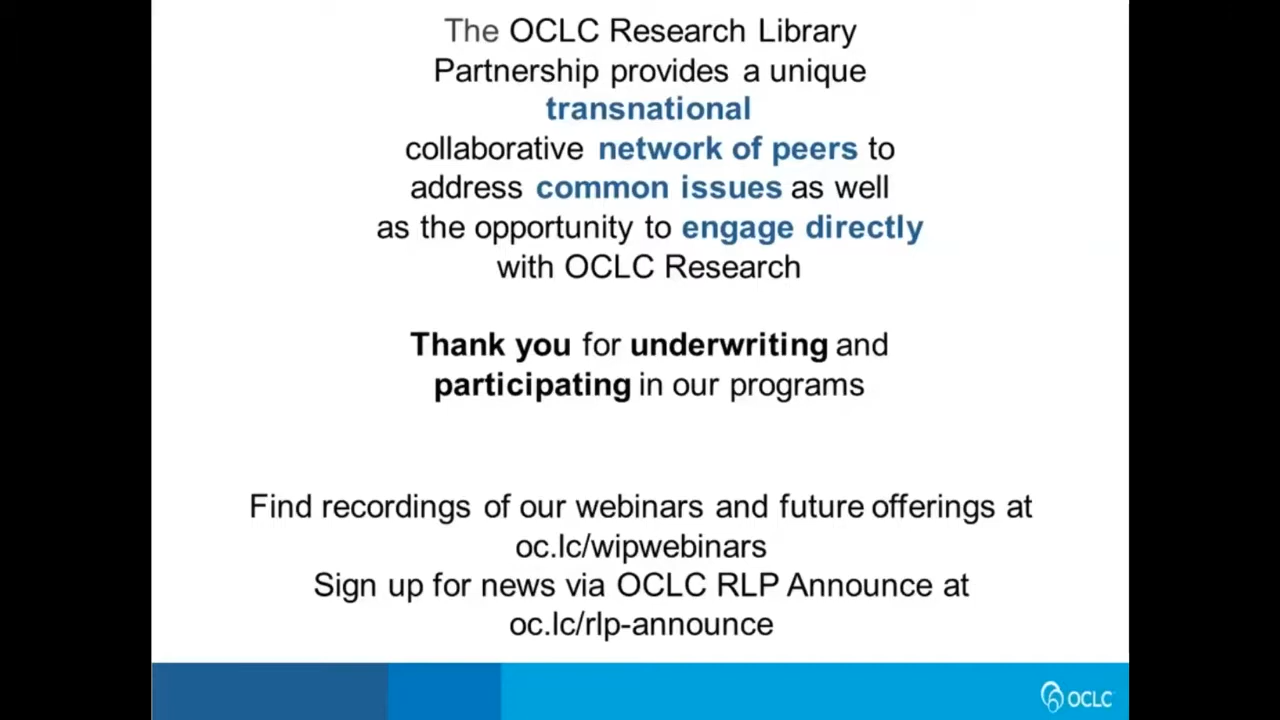 The OCLC Research Library
Partnership provides a unique
transnational
collaborative network of peers to
address common issues as well
as the opportunity to engage directly
with OCLC Research
Thank you for underwriting and
participating in our programs
Find recordings of our webinars and future offerings at
oc.lc/wipwebinars
Sign up for news via OCLC RLP Announce at
oc.lc/rlp-announce
OCLC